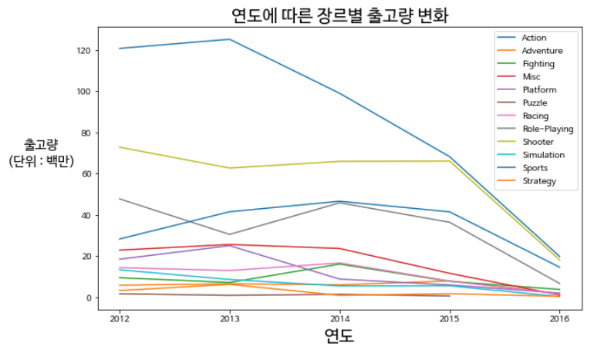 연도에 따른 장르별 출고량 변화
출고량
(단위 : 백만)
120
100
80
60
40
20
0
Action
Adventure
Fighting
Misc
Platform
Puzzle
Racing
Role-Playing
Shooter
Simulation
Sports
Strategy
2012 2013 2014 2015 2016
연도